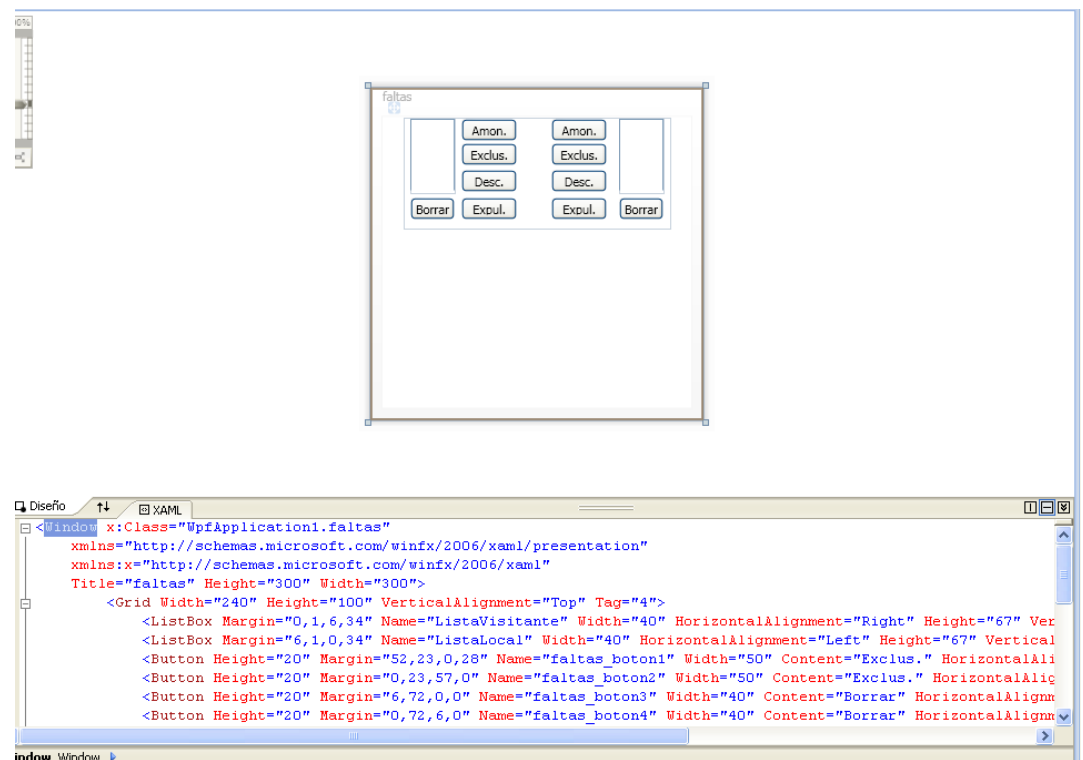 faltas
Amon. Amon.
Exclus. Exclus.
Desc. Desc.
Borrar Expul. Expul. Borrar
Diseño XAML
<Window x:Class="WpfApplication1.faltas"
xmlns="http://schemas.microsoft.com/winfx/2006/xaml/presentation"
xmlns:x="http://schemas.microsoft.com/winfx/2006/xaml"
Title="faltas" Height="300" Width="300">
<Grid Width="240" Height="100" VerticalAlignment="Top" Tag="4">
<ListBox Margin="0,1,6,34" Name="ListaVisitante" Width="40" HorizontalAlignment="Right" Height="67" Ver
<ListBox Margin="6,1,0,34" Name="ListaLocal" Width="40" HorizontalAlignment="Left" Height="67" Vertical
<Button Height="20" Margin="52,23,0,28" Name="faltas_boton1" Width="50" Content="Exclus." HorizontalAli
<Button Height="20" Margin="0,23,57,0" Name="faltas_boton2" Width="50" Content="Exclus." HorizontalAlig
<Button Height="20" Margin="6,72,0,0" Name="faltas_boton3" Width="40" Content="Borrar" HorizontalAlignm
<Button Height="20" Margin="0,72,6,0" Name="faltas_boton4" Width="40" Content="Borrar" HorizontalAlignm
indow Window